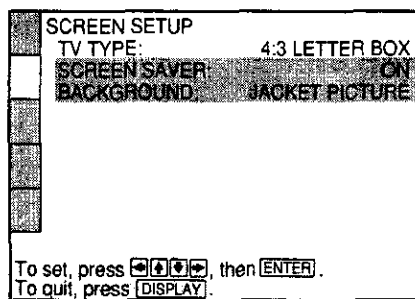 SCREEN SETUP
TV TYPE: 4:3 LETTER BOX
SCREEN SAVER: ON
BACKGROUND: JACKET PICTURE
To set, press ←↑↓→, then ENTER.
To quit, press DISPLAY.